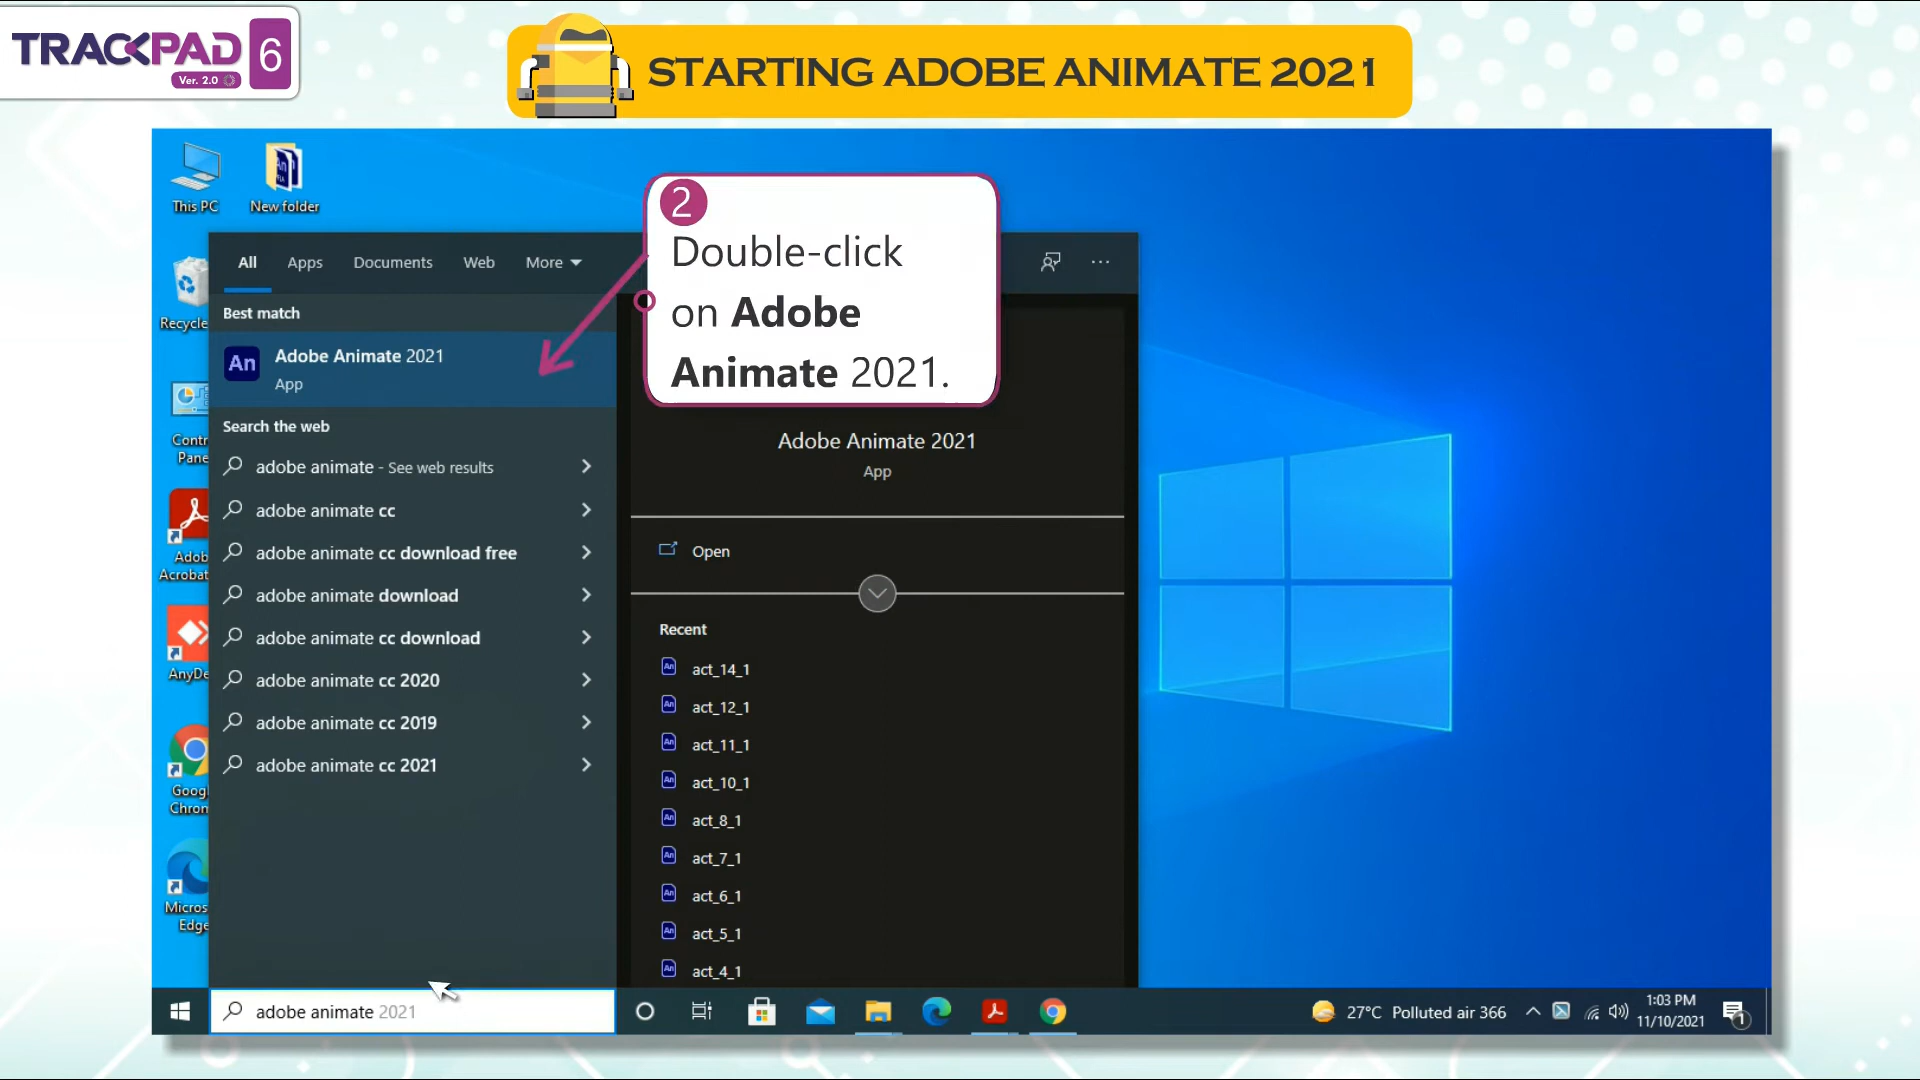 TRACKPAD
Ver. 2.0
6
STARTING ADOBE ANIMATE 2021
This PC
New folder
Recycle
Contr
Pane
Adob
Acrobat
AnyDe
Goog
Chrom
Micros
Edge
All
Apps
Documents
Web
More
Best match
An
Adobe Animate 2021
App
Search the web
adobe animate - See web results
adobe animate cc
adobe animate cc download free
adobe animate download
adobe animate cc download
adobe animate cc 2020
adobe animate cc 2019
adobe animate cc 2021
2
Double-click
on Adobe
Animate 2021.
Adobe Animate 2021
App
Open
Recent
act_14_1
act_12_1
act_11_1
act_10_1
act_8_1
act_7_1
act_6_1
act_5_1
act_4_1
adobe animate 2021
27°C Polluted air 366
1:03 PM
11/10/2021
1